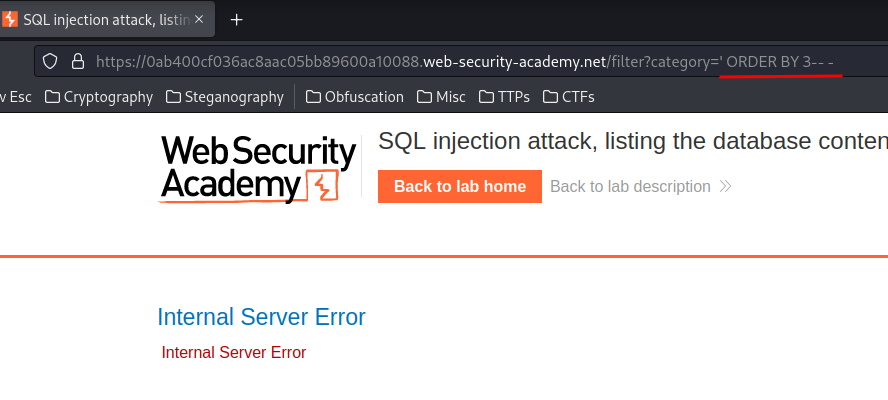 SQL injection attack, listin
https://0ab400cf036ac8aac05bb89600a10088.web-security-academy.net/filter?category=' ORDER BY 3-- -
v Esc Cryptography Steganography Obfuscation Misc TTPs CTFs
WebSecurity
Academy
SQL injection attack, listing the database conten
Back to lab home Back to lab description
Internal Server Error
Internal Server Error